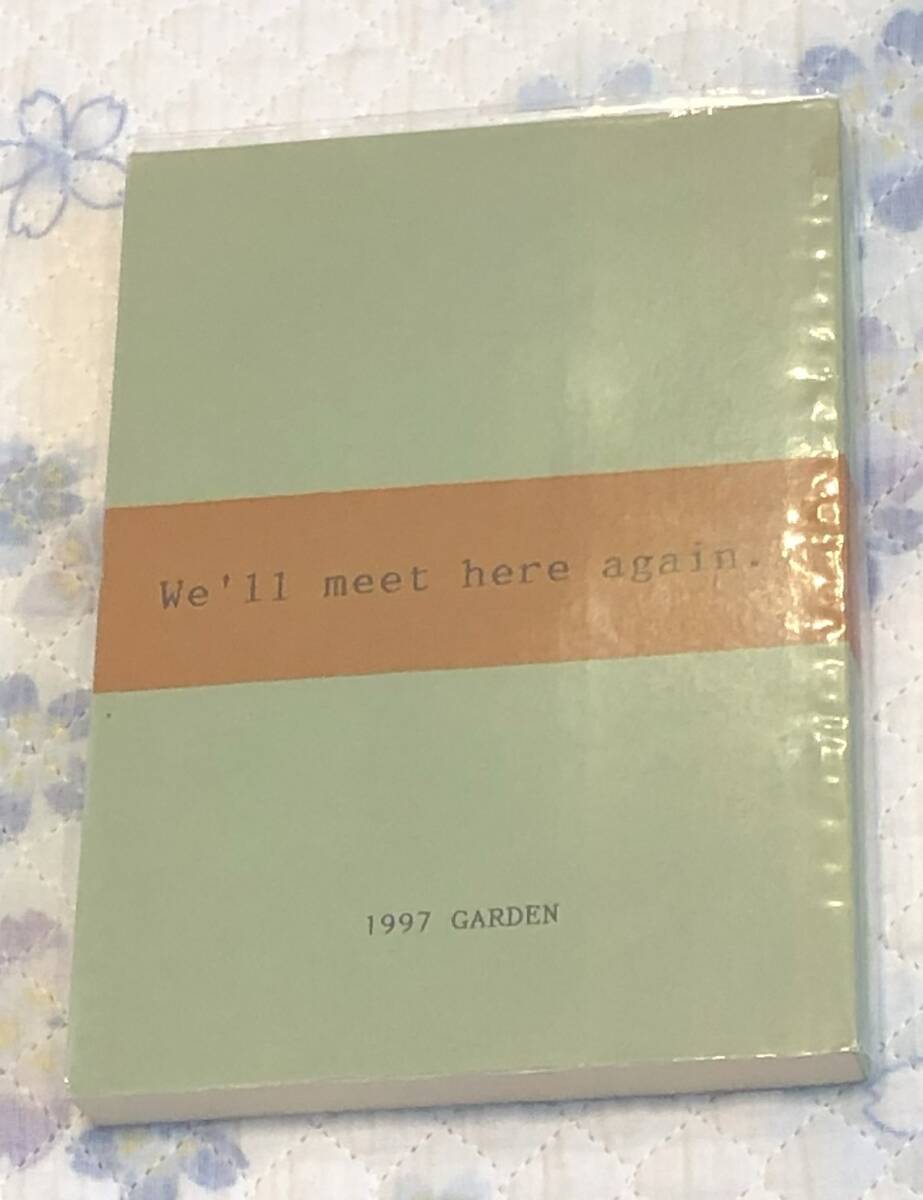 We'll meet here again.
1997 GARDEN